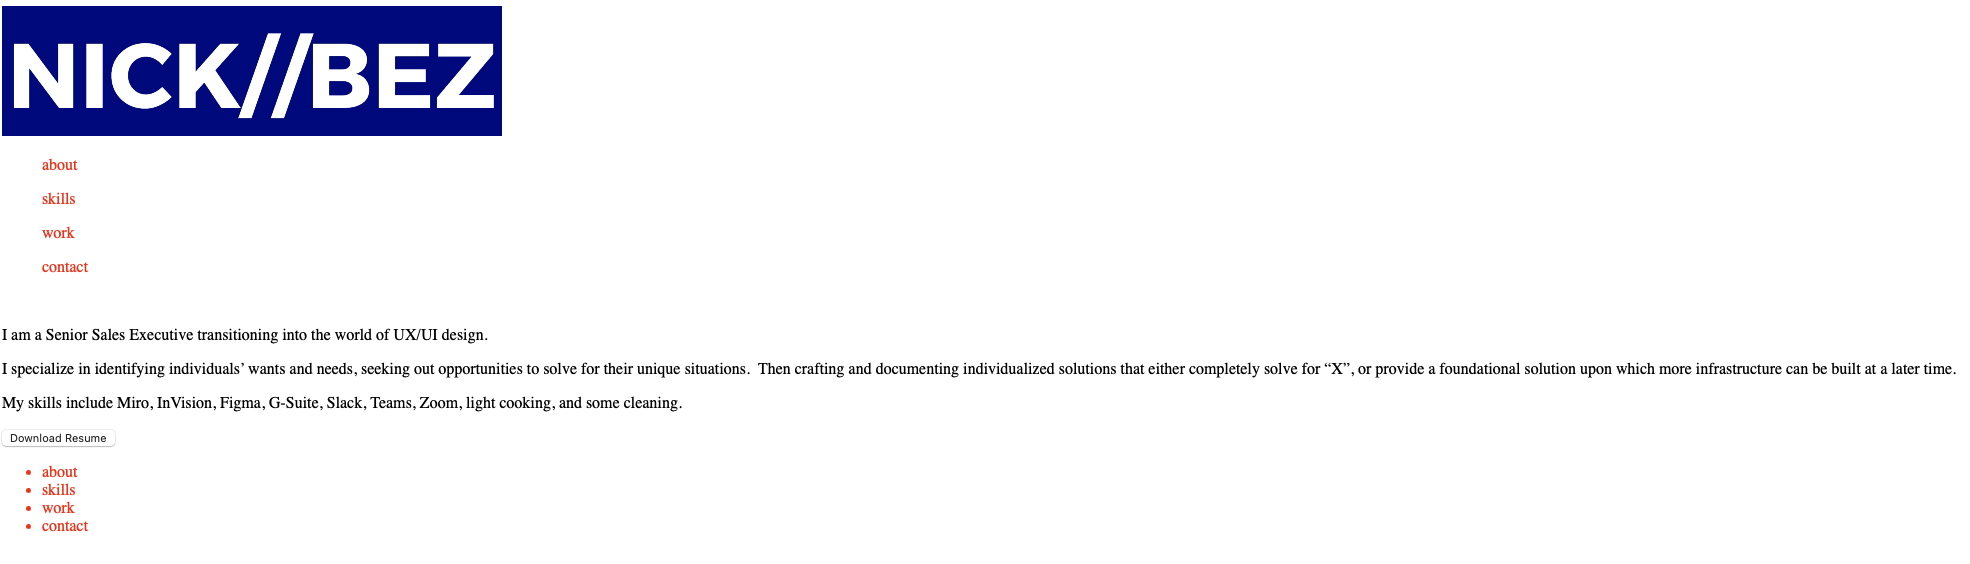 NICK//BEZ
about
skills
work
contact
I am a Senior Sales Executive transitioning into the world of UX/UI design.
I specialize in identifying individuals’ wants and needs, seeking out opportunities to solve for their unique situations.  Then crafting and documenting individualized solutions that either completely solve for “X”, or provide a foundational solution upon which more infrastructure can be built at a later time.
My skills include Miro, InVision, Figma, G-Suite, Slack, Teams, Zoom, light cooking, and some cleaning.
Download Resume
• about
• skills
• work
• contact